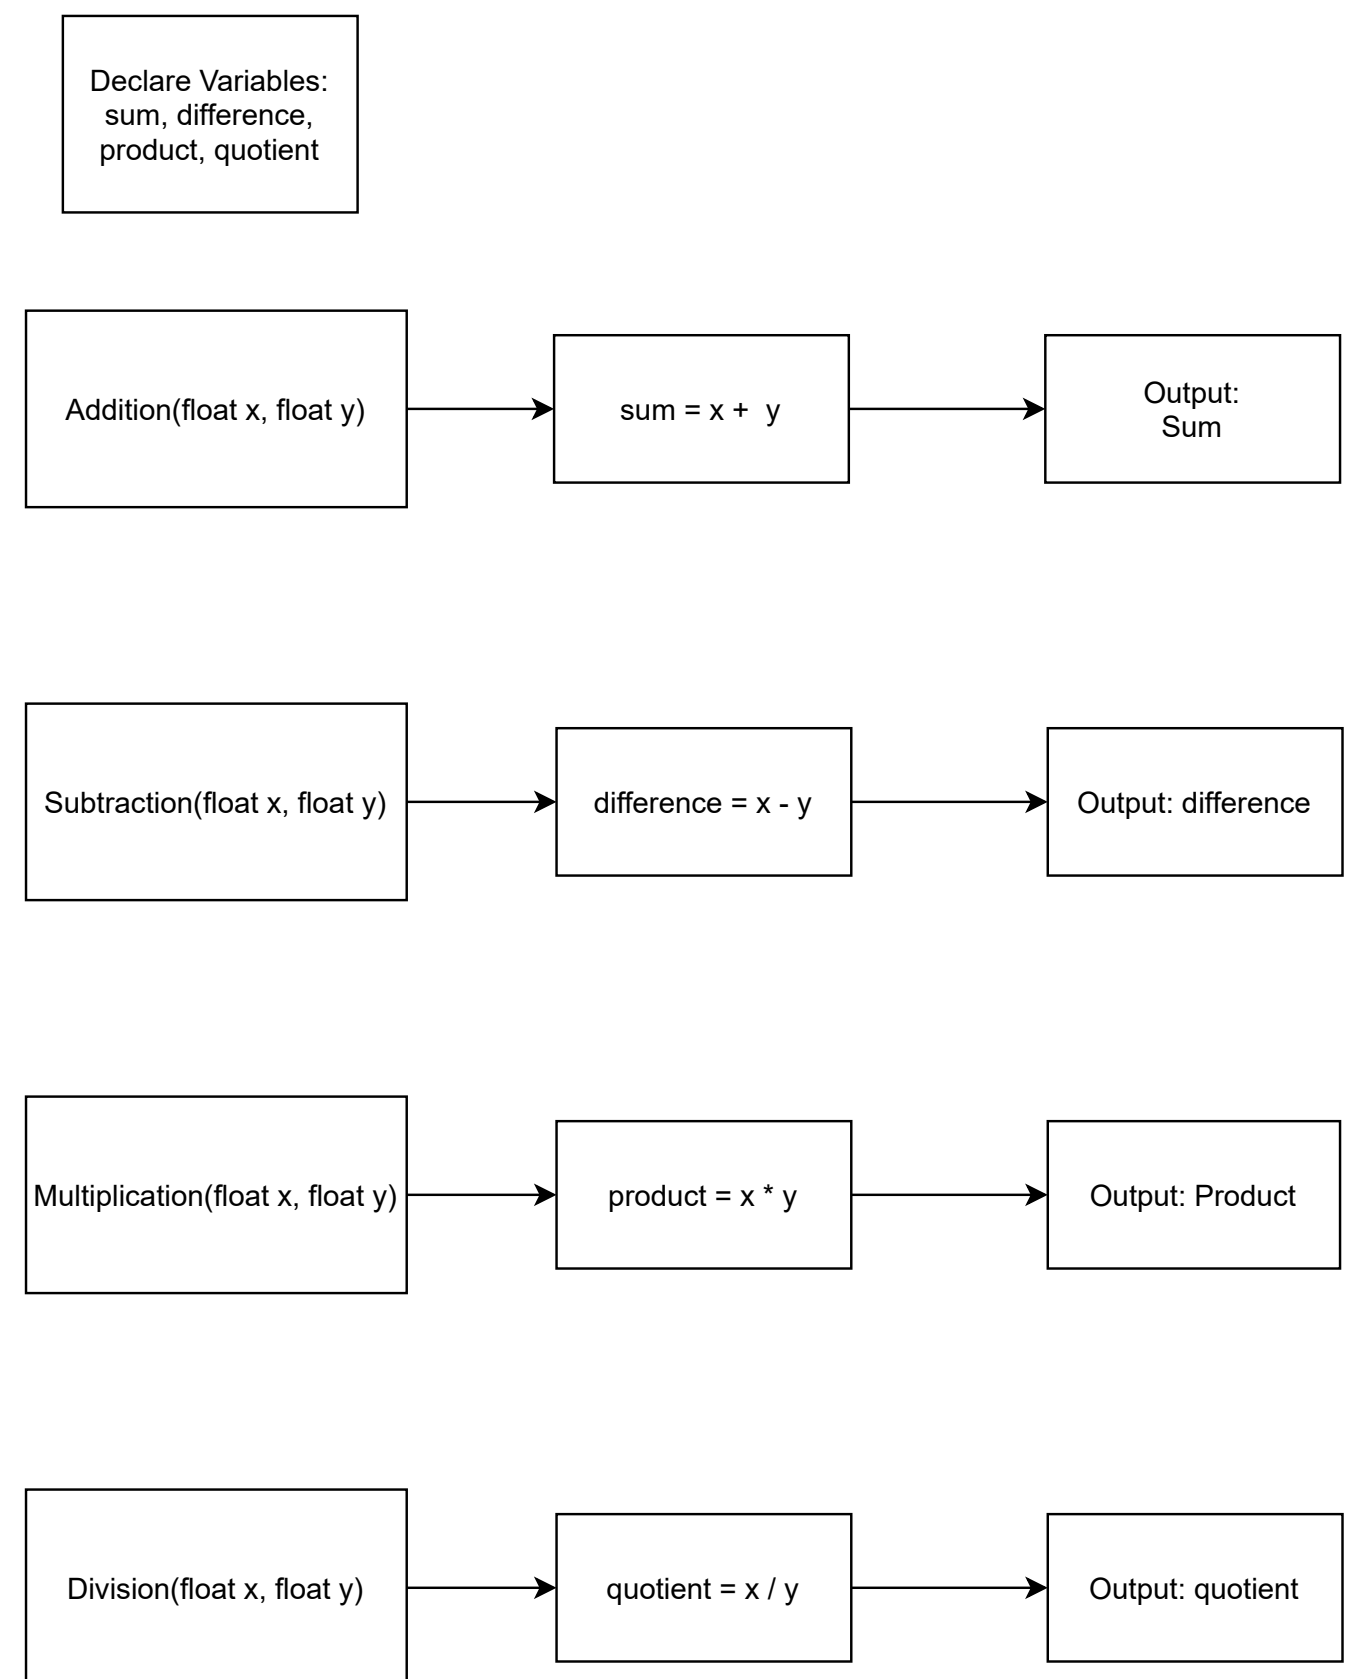 Declare Variables:
sum, difference,
product, quotient
Addition(float x, float y)
sum = x +  y
Output:
Sum
Subtraction(float x, float y)
difference = x - y
Output: difference
Multiplication(float x, float y)
product = x * y
Output: Product
Division(float x, float y)
quotient = x / y
Output: quotient